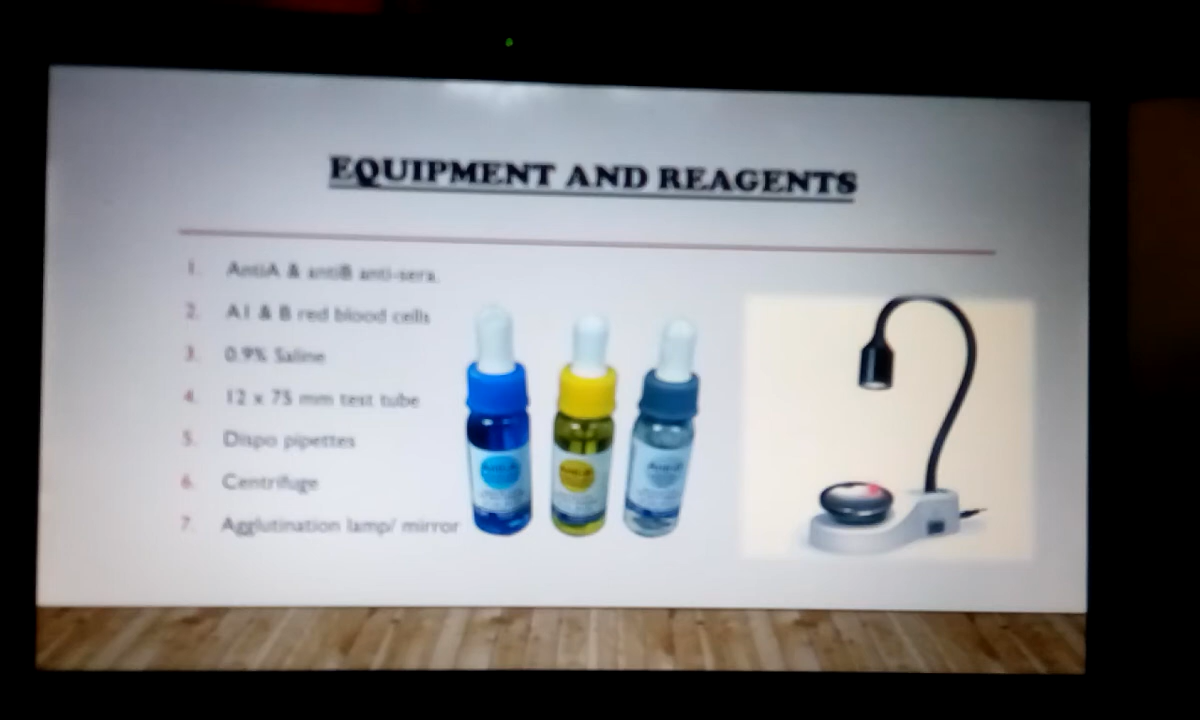 EQUIPMENT AND REAGENTS
1. AntiA & antiB anti-sera.
2. A1 & B red blood cells
3. 0.9% Saline
4. 12 x 75 mm test tube
5. Dispo pipettes
6. Centrifuge
7. Agglutination lamp/ mirror